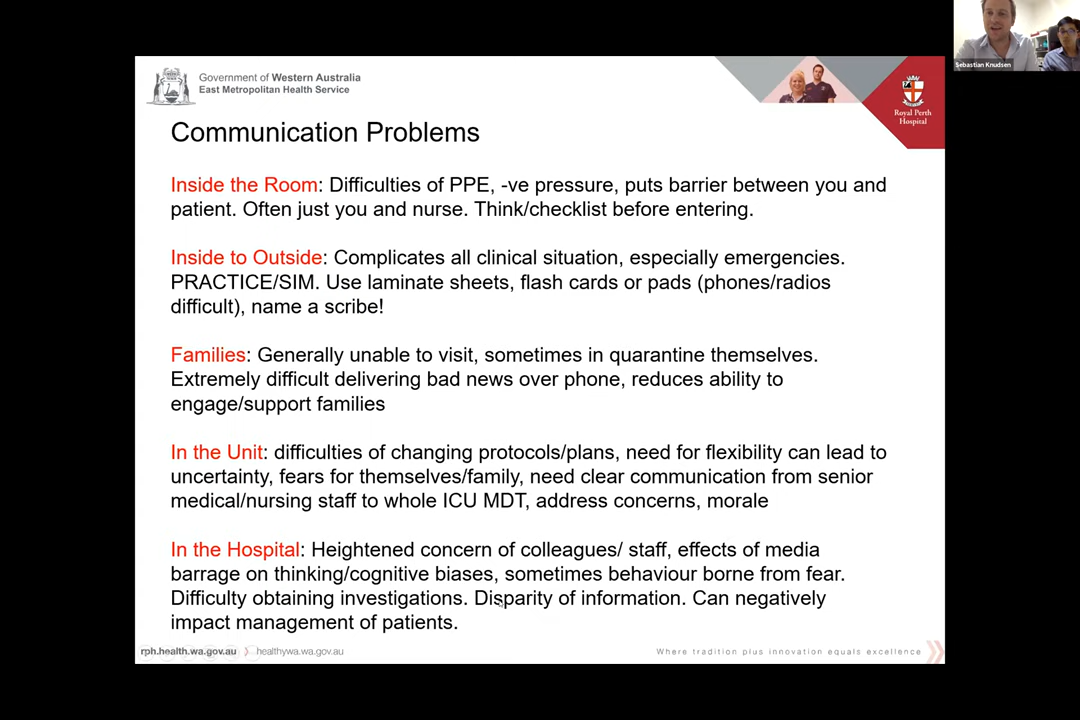 Sebastian Knudsen
Government of Western Australia
East Metropolitan Health Service
Royal Perth
Hospital
Communication Problems
Inside the Room: Difficulties of PPE, -ve pressure, puts barrier between you and
patient. Often just you and nurse. Think/checklist before entering.
Inside to Outside: Complicates all clinical situation, especially emergencies.
PRACTICE/SIM. Use laminate sheets, flash cards or pads (phones/radios
difficult), name a scribe!
Families: Generally unable to visit, sometimes in quarantine themselves.
Extremely difficult delivering bad news over phone, reduces ability to
engage/support families
In the Unit: difficulties of changing protocols/plans, need for flexibility can lead to
uncertainty, fears for themselves/family, need clear communication from senior
medical/nursing staff to whole ICU MDT, address concerns, morale
In the Hospital: Heightened concern of colleagues/ staff, effects of media
barrage on thinking/cognitive biases, sometimes behaviour borne from fear.
Difficulty obtaining investigations. Disparity of information. Can negatively
impact management of patients.
rph.health.wa.gov.au healthywa.wa.gov.au
Where tradition plus innovation equals excellence